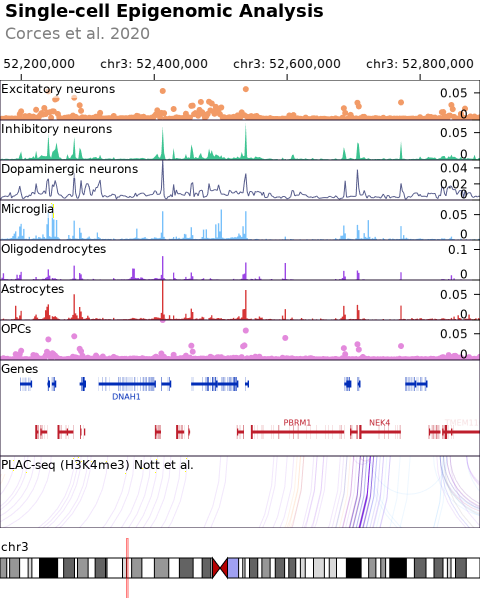 Single-cell Epigenomic Analysis
Corces et al. 2020
52,200,000 chr3: 52,400,000 chr3: 52,600,000 chr3: 52,800,000
Excitatory neurons 0.05
0
Inhibitory neurons 0.05
0
Dopaminergic neurons 0.04
0.02
0
Microglia 0.05
0
Oligodendrocytes 0.1
0
Astrocytes 0.05
0
OPCs 0.05
0
Genes
DNAH1
PBRM1 NEK4
PLAC-seq (H3K4me3) Nott et al.
chr3